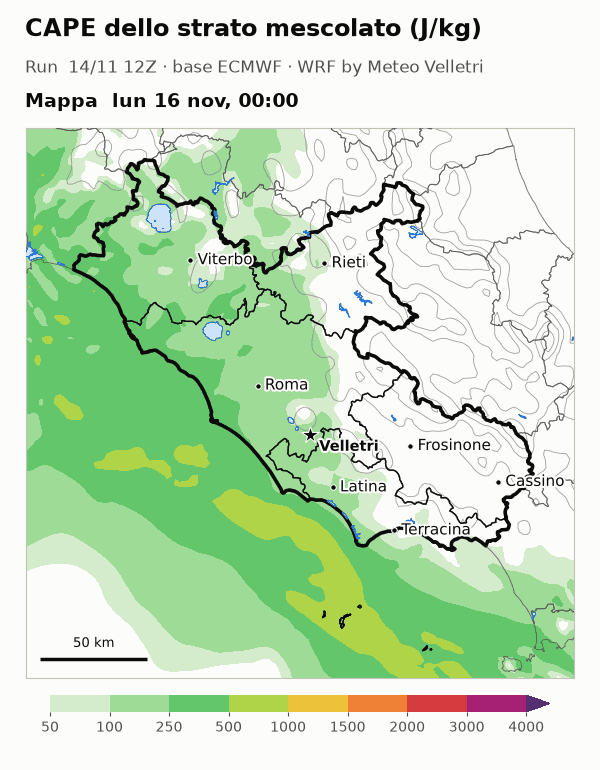 CAPE dello strato mescolato (J/kg)
Run 14/11 12Z · base ECMWF · WRF by Meteo Velletri
Mappa lun 16 nov, 00:00
Viterbo
Rieti
Roma
Velletri
Frosinone
Cassino
Latina
Terracina
50 km
50 100 250 500 1000 1500 2000 3000 4000